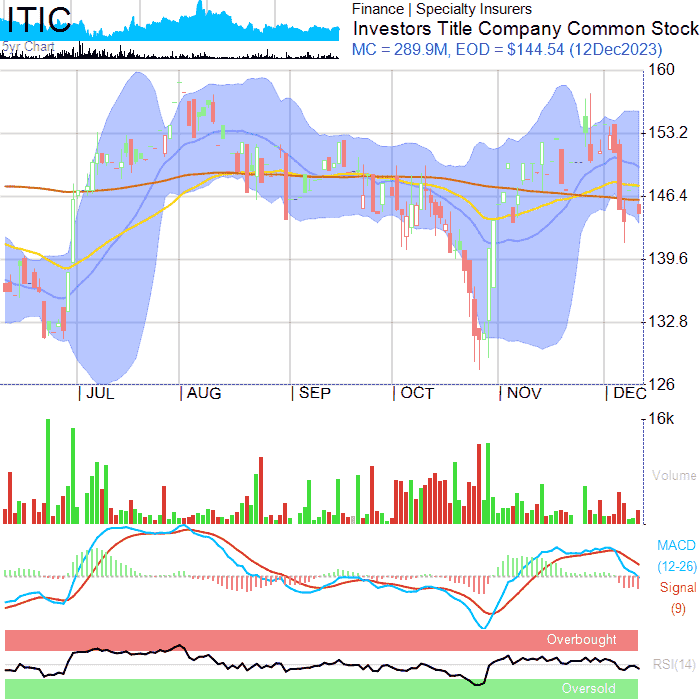 ITIC
5yr Chart
Finance | Specialty Insurers
Investors Title Company Common Stock
MC = 289.9M, EOD = $144.54 (12Dec2023)
160
153.2
146.4
139.6
132.8
126
JUL AUG SEP OCT NOV DEC
16k
Volume
MACD
(12-26)
Signal
(9)
Overbought
RSI(14)
Oversold